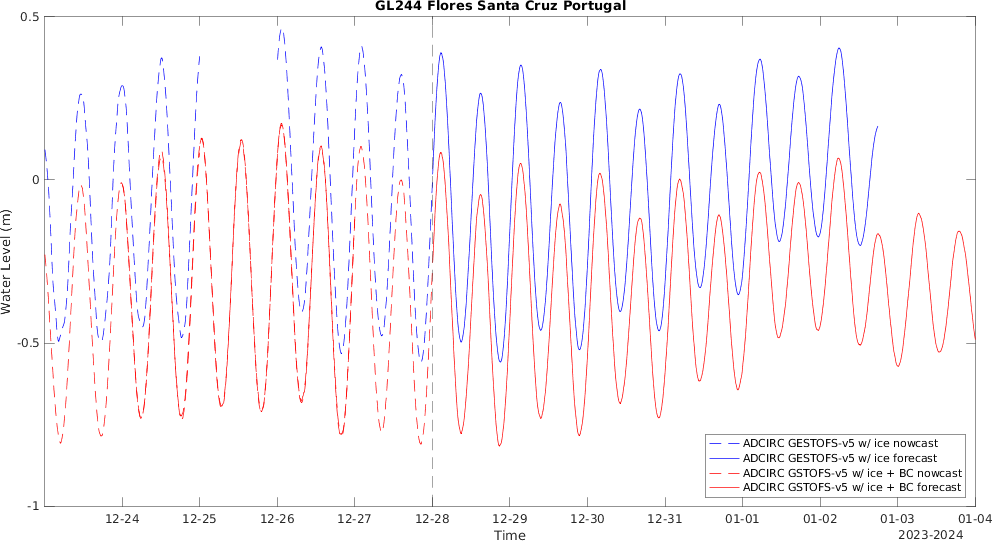 GL244 Flores Santa Cruz Portugal
0.5
0
-0.5
-1
Water Level (m)
ADCIRC GESTOFS-v5 w/ ice nowcast
ADCIRC GESTOFS-v5 w/ ice forecast
ADCIRC GSTOFS-v5 w/ ice + BC nowcast
ADCIRC GSTOFS-v5 w/ ice + BC forecast
12-24 12-25 12-26 12-27 12-28 12-29 12-30 12-31 01-01 01-02 01-03 01-04
Time
2023-2024